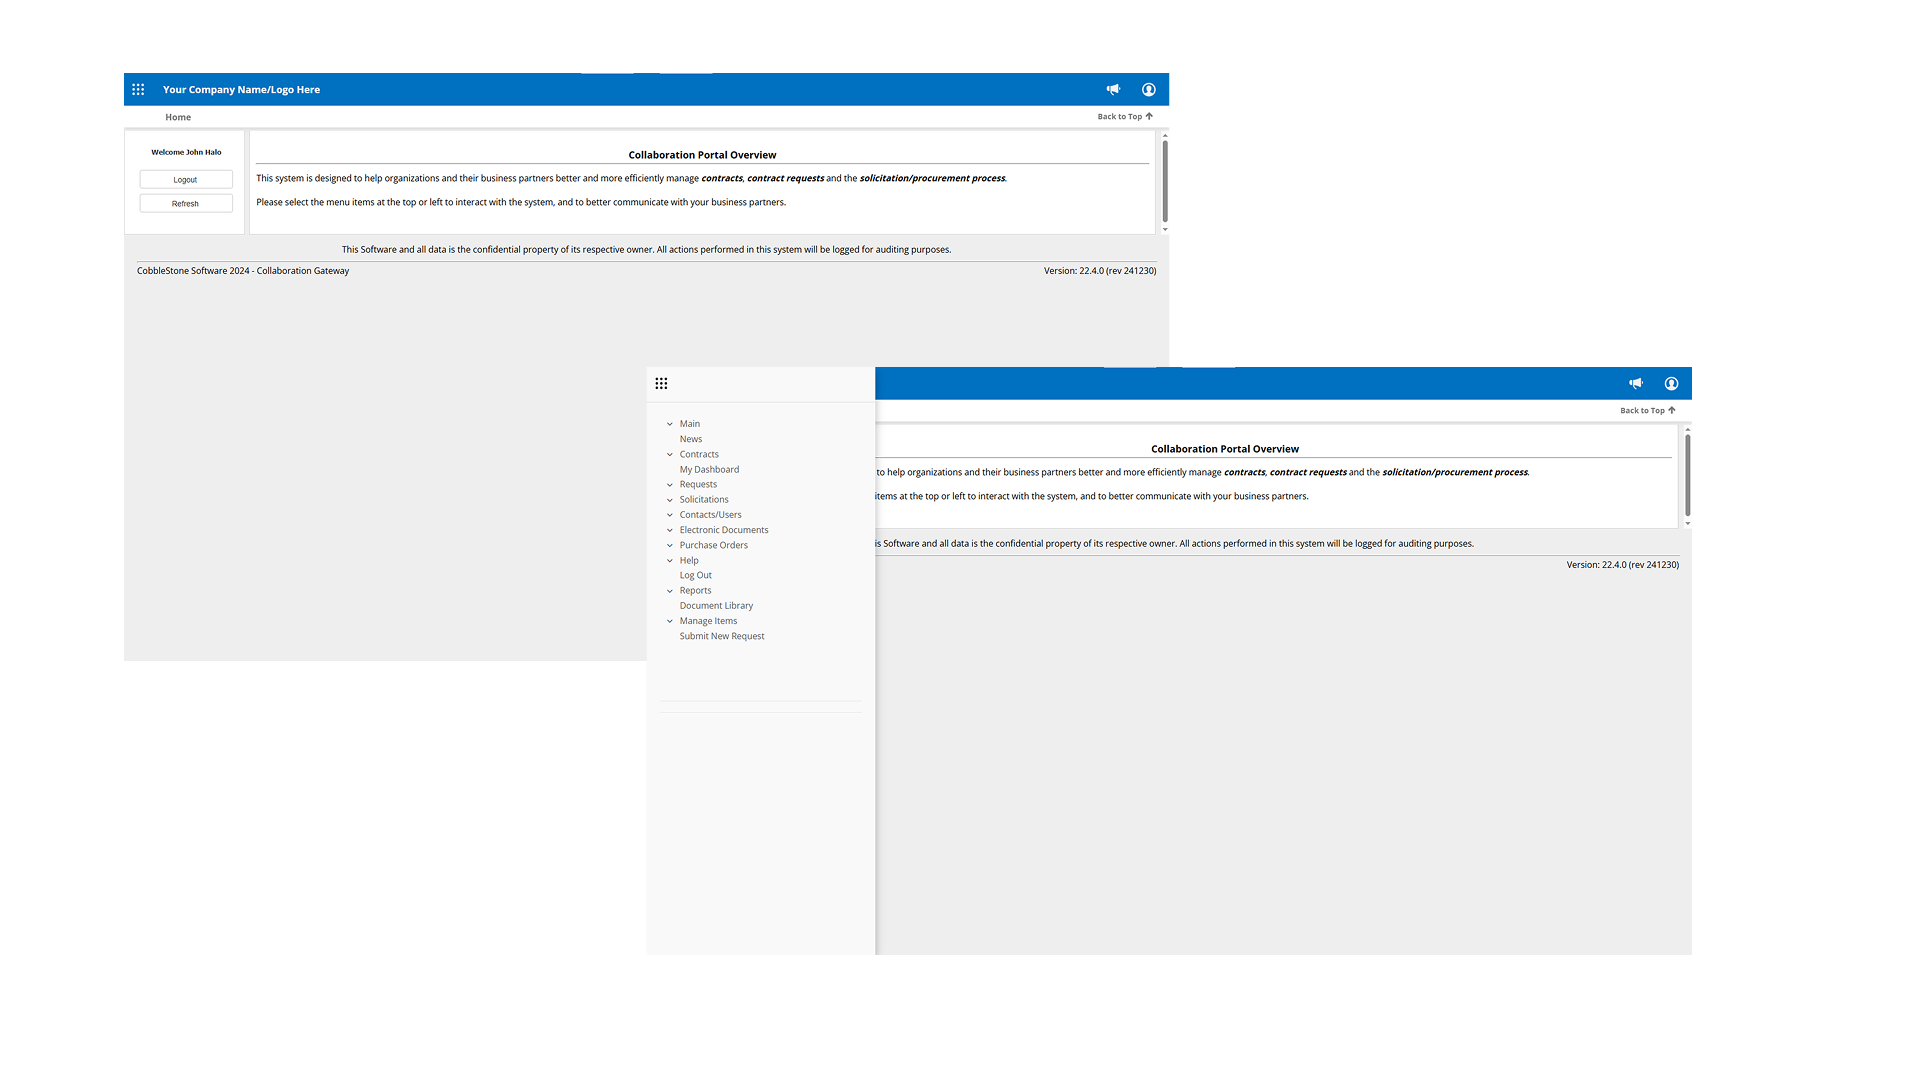 Your Company Name/Logo Here
Home
Back to Top
Welcome John Halo
Logout
Refresh
Collaboration Portal Overview
This system is designed to help organizations and their business partners better and more efficiently manage contracts, contract requests and the solicitation/procurement process.
Please select the menu items at the top or left to interact with the system, and to better communicate with your business partners.
This Software and all data is the confidential property of its respective owner. All actions performed in this system will be logged for auditing purposes.
CobbleStone Software 2024 - Collaboration Gateway
Version: 22.4.0 (rev 241230)
Main
News
Contracts
My Dashboard
Requests
Solicitations
Contacts/Users
Electronic Documents
Purchase Orders
Help
Log Out
Reports
Document Library
Manage Items
Submit New Request
Back to Top
Collaboration Portal Overview
to help organizations and their business partners better and more efficiently manage contracts, contract requests and the solicitation/procurement process.
items at the top or left to interact with the system, and to better communicate with your business partners.
is Software and all data is the confidential property of its respective owner. All actions performed in this system will be logged for auditing purposes.
Version: 22.4.0 (rev 241230)